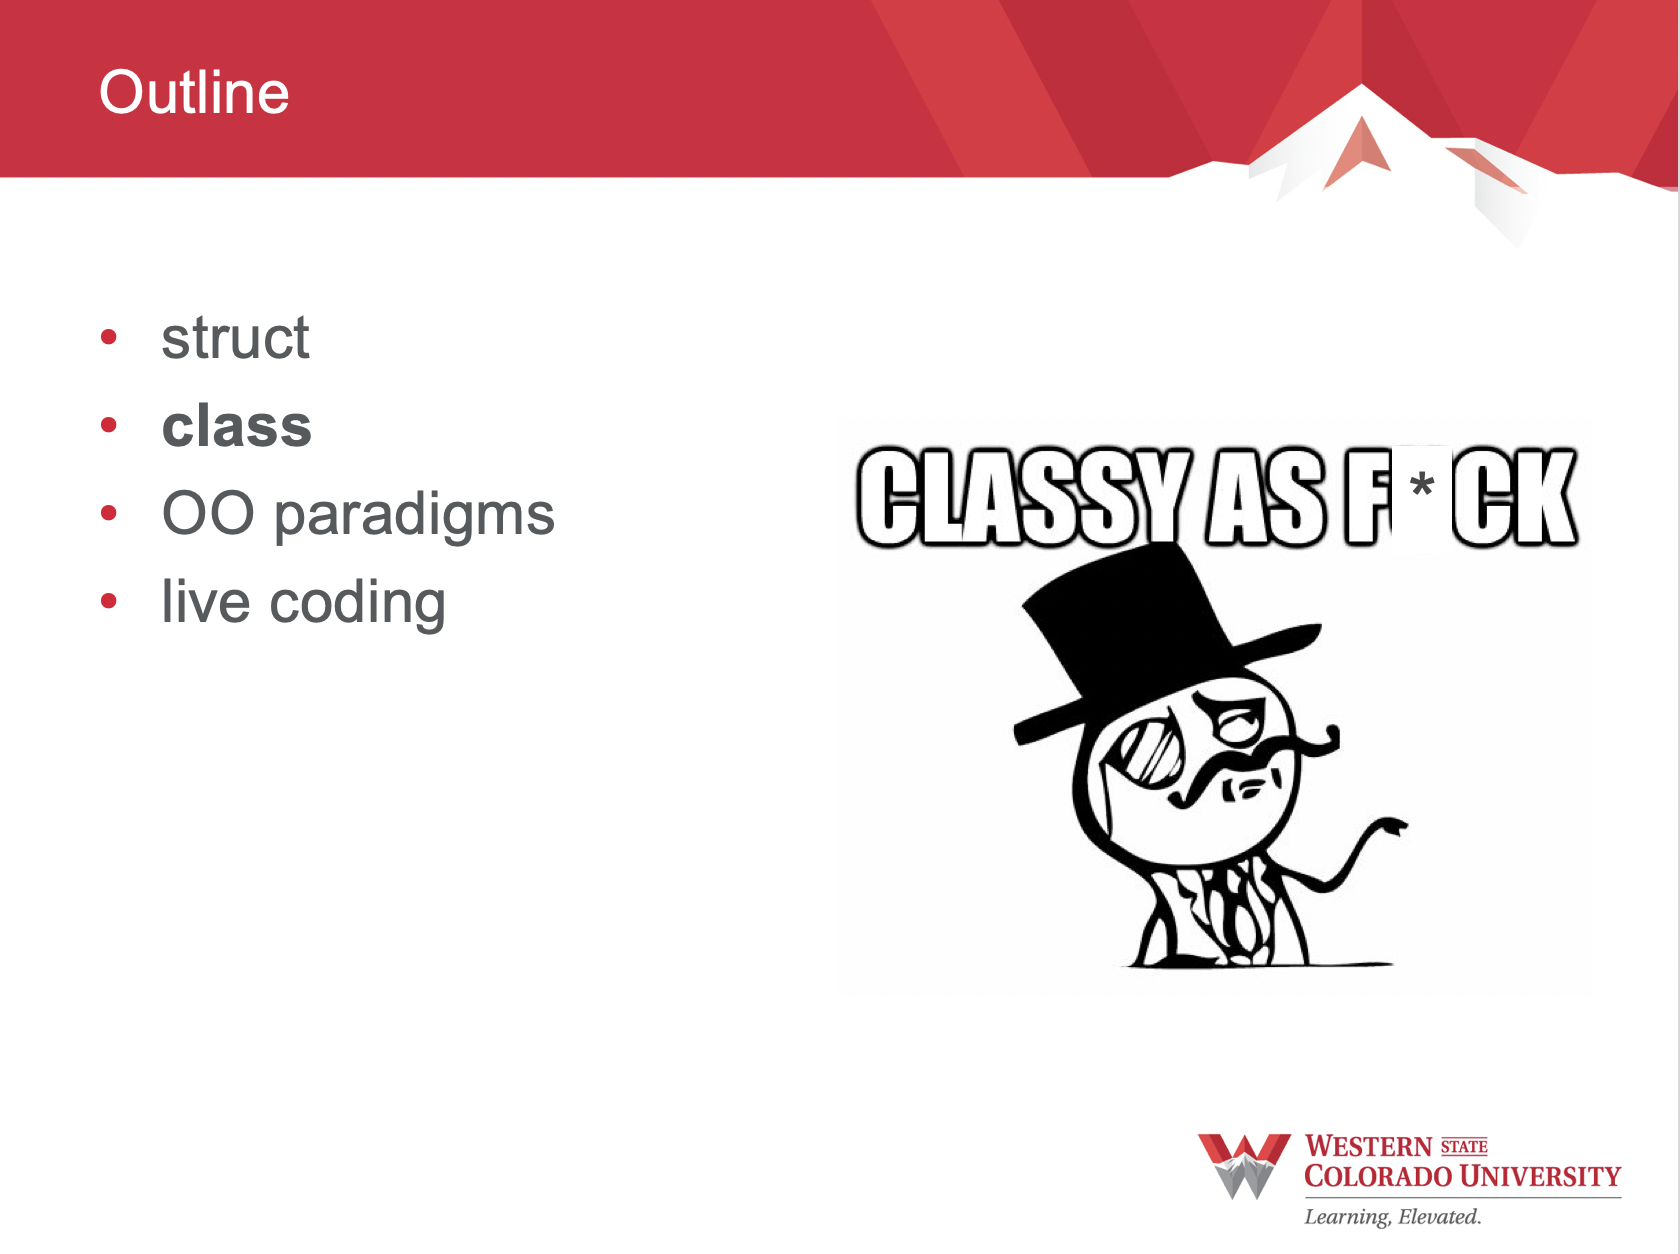 Outline
• struct
• class
• OO paradigms
• live coding
CLASSY AS F*CK
WESTERN STATE
COLORADO UNIVERSITY
Learning, Elevated.